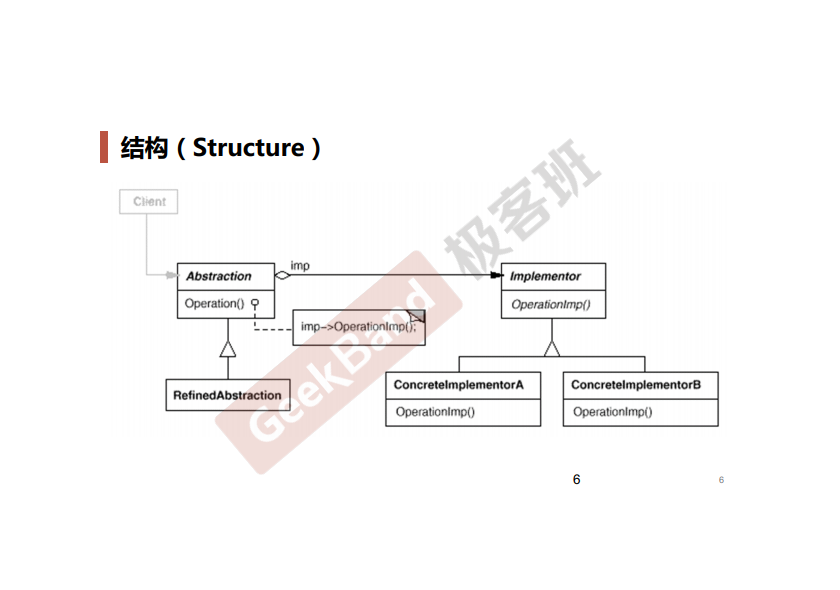 结构（Structure）
Client
Abstraction
Operation()
imp
imp->OperationImp();
Implementor
OperationImp()
RefinedAbstraction
ConcreteImplementorA
OperationImp()
ConcreteImplementorB
OperationImp()
GeekBand 极客班
6
6